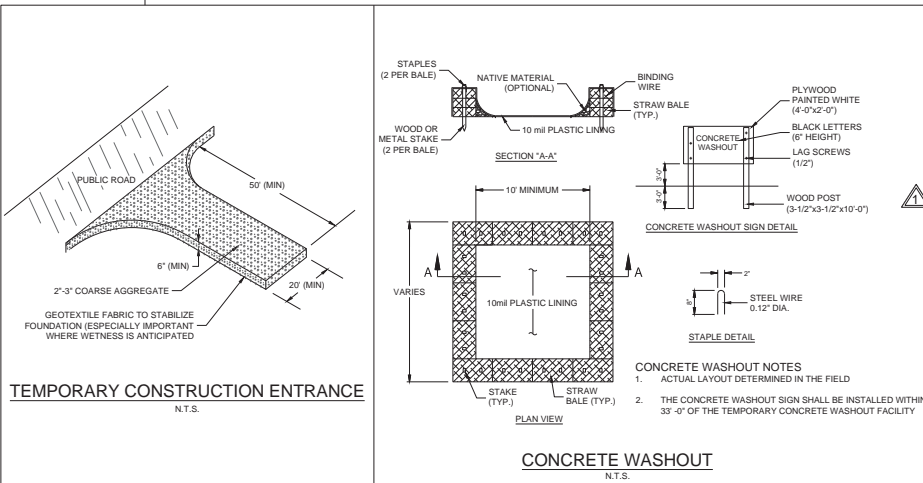 PUBLIC ROAD
50' (MIN)
6" (MIN)
20' (MIN)
2"-3" COARSE AGGREGATE
GEOTEXTILE FABRIC TO STABILIZE
FOUNDATION (ESPECIALLY IMPORTANT
WHERE WETNESS IS ANTICIPATED
TEMPORARY CONSTRUCTION ENTRANCE
N.T.S.
STAPLES
(2 PER BALE)
NATIVE MATERIAL
(OPTIONAL)
BINDING
WIRE
STRAW BALE
(TYP.)
WOOD OR
METAL STAKE
(2 PER BALE)
10 mil PLASTIC LINING
SECTION "A-A"
10' MINIMUM
A
A
VARIES
10mil PLASTIC LINING
STAKE
(TYP.)
STRAW
BALE (TYP.)
PLAN VIEW
PLYWOOD
PAINTED WHITE
(4'-0"x2'-0")
CONCRETE
WASHOUT
BLACK LETTERS
(6" HEIGHT)
LAG SCREWS
(1/2")
3'-0"
3'-0"
WOOD POST
(3-1/2"x3-1/2"x10'-0")
CONCRETE WASHOUT SIGN DETAIL
1
2"
8"
STEEL WIRE
0.12" DIA.
STAPLE DETAIL
CONCRETE WASHOUT NOTES
1. ACTUAL LAYOUT DETERMINED IN THE FIELD
2. THE CONCRETE WASHOUT SIGN SHALL BE INSTALLED WITHIN
33' -0" OF THE TEMPORARY CONCRETE WASHOUT FACILITY
CONCRETE WASHOUT
N.T.S.